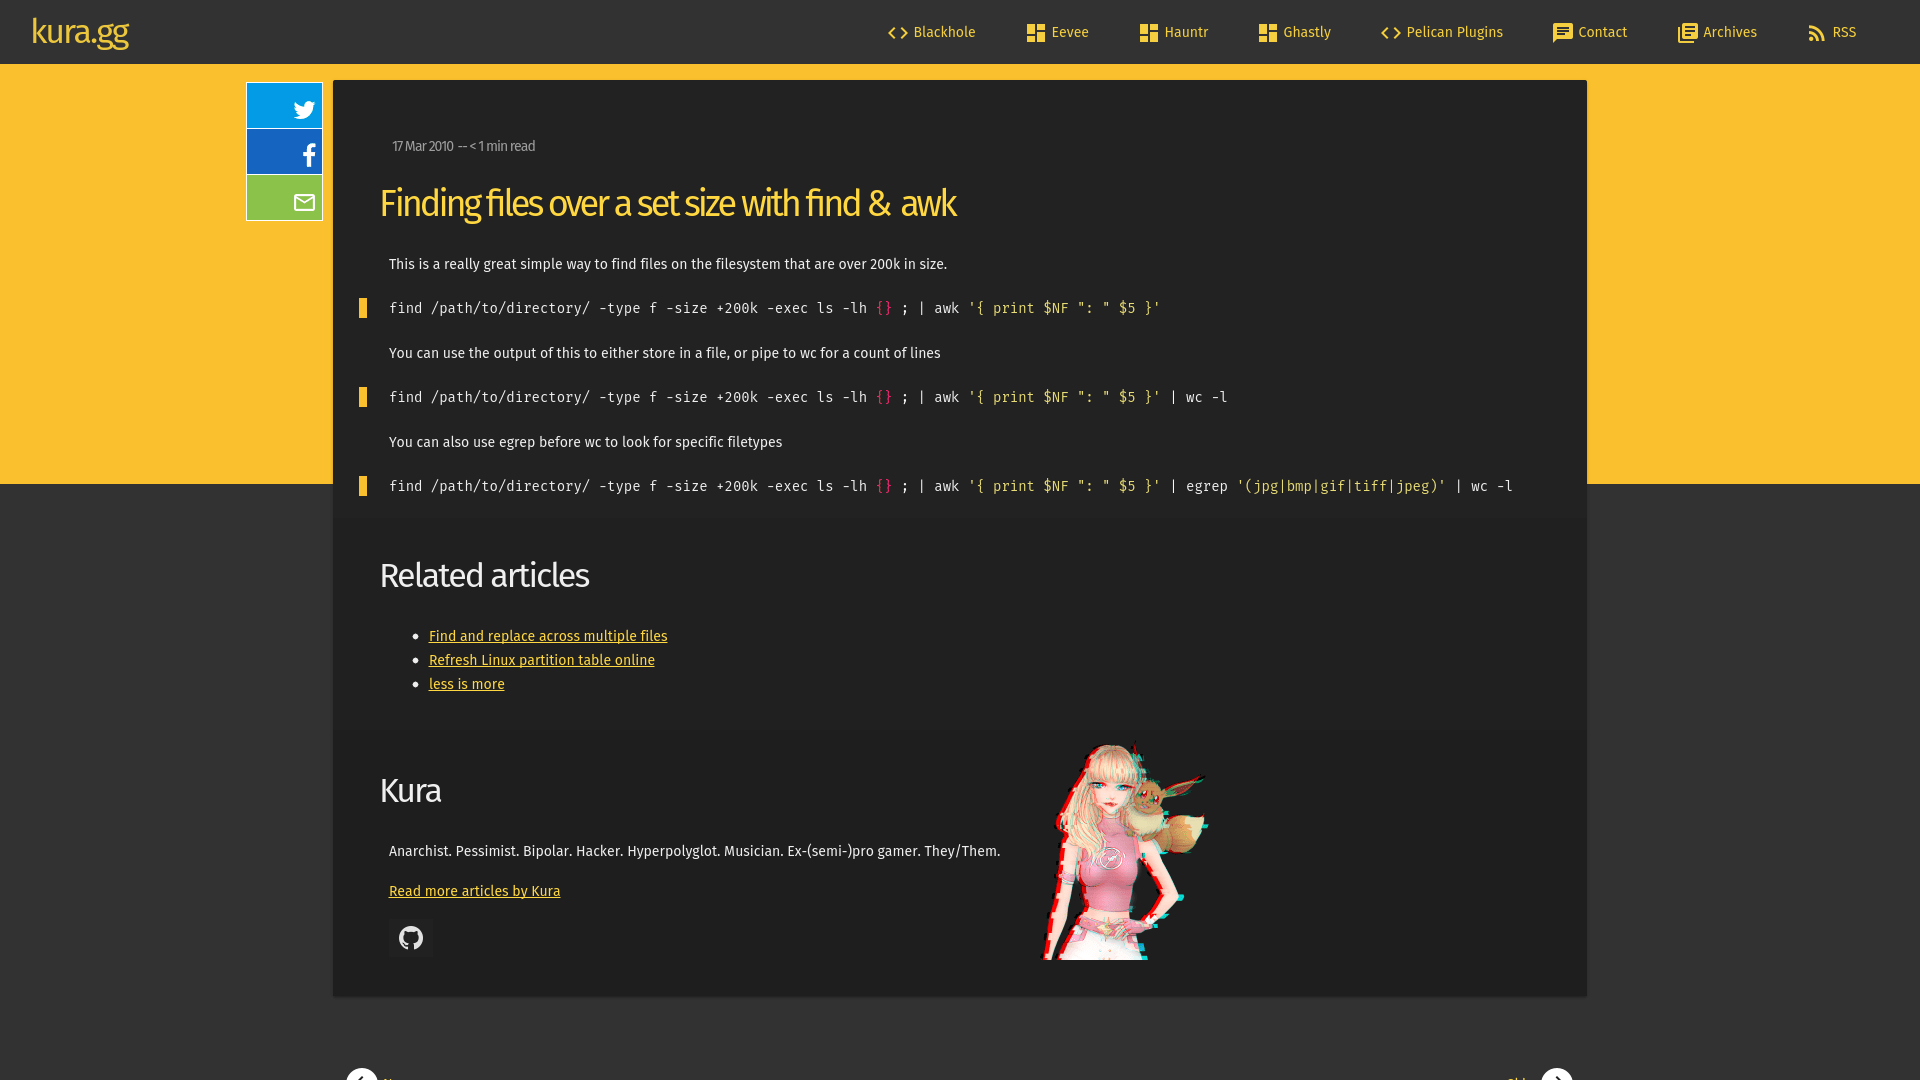 kura.gg
Blackhole
Eevee
Hauntr
Ghastly
Pelican Plugins
Contact
Archives
RSS
17 Mar 2010 -- < 1 min read
Finding files over a set size with find & awk
This is a really great simple way to find files on the filesystem that are over 200k in size.
find /path/to/directory/ -type f -size +200k -exec ls -lh {} ; | awk '{ print $NF ": " $5 }'
You can use the output of this to either store in a file, or pipe to wc for a count of lines
find /path/to/directory/ -type f -size +200k -exec ls -lh {} ; | awk '{ print $NF ": " $5 }' | wc -l
You can also use egrep before wc to look for specific filetypes
find /path/to/directory/ -type f -size +200k -exec ls -lh {} ; | awk '{ print $NF ": " $5 }' | egrep '(jpg|bmp|gif|tiff|jpeg)' | wc -l
Related articles
Find and replace across multiple files
Refresh Linux partition table online
less is more
Kura
Anarchist. Pessimist. Bipolar. Hacker. Hyperpolyglot. Musician. Ex-(semi-)pro gamer. They/Them.
Read more articles by Kura